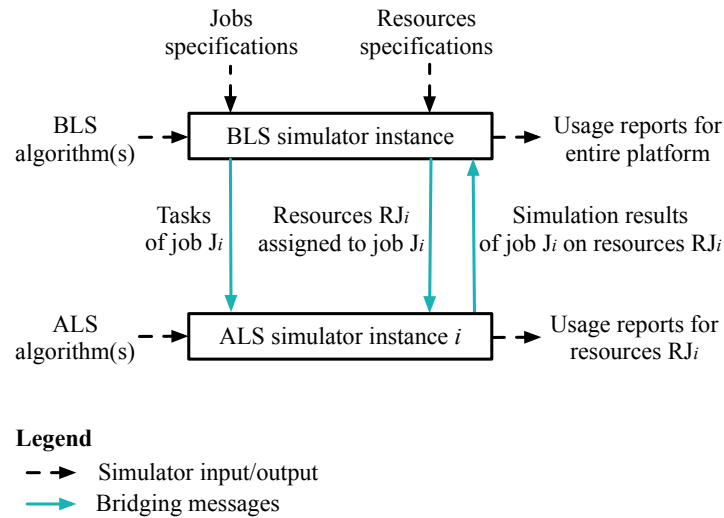 Jobs
specifications
Resources
specifications
BLS
algorithm(s)
BLS simulator instance
Usage reports for
entire platform
Tasks
of job Ji
Resources RJi
assigned to job Ji
Simulation results
of job Ji on resources RJi
ALS
algorithm(s)
ALS simulator instance i
Usage reports for
resources RJi
Legend
Simulator input/output
Bridging messages